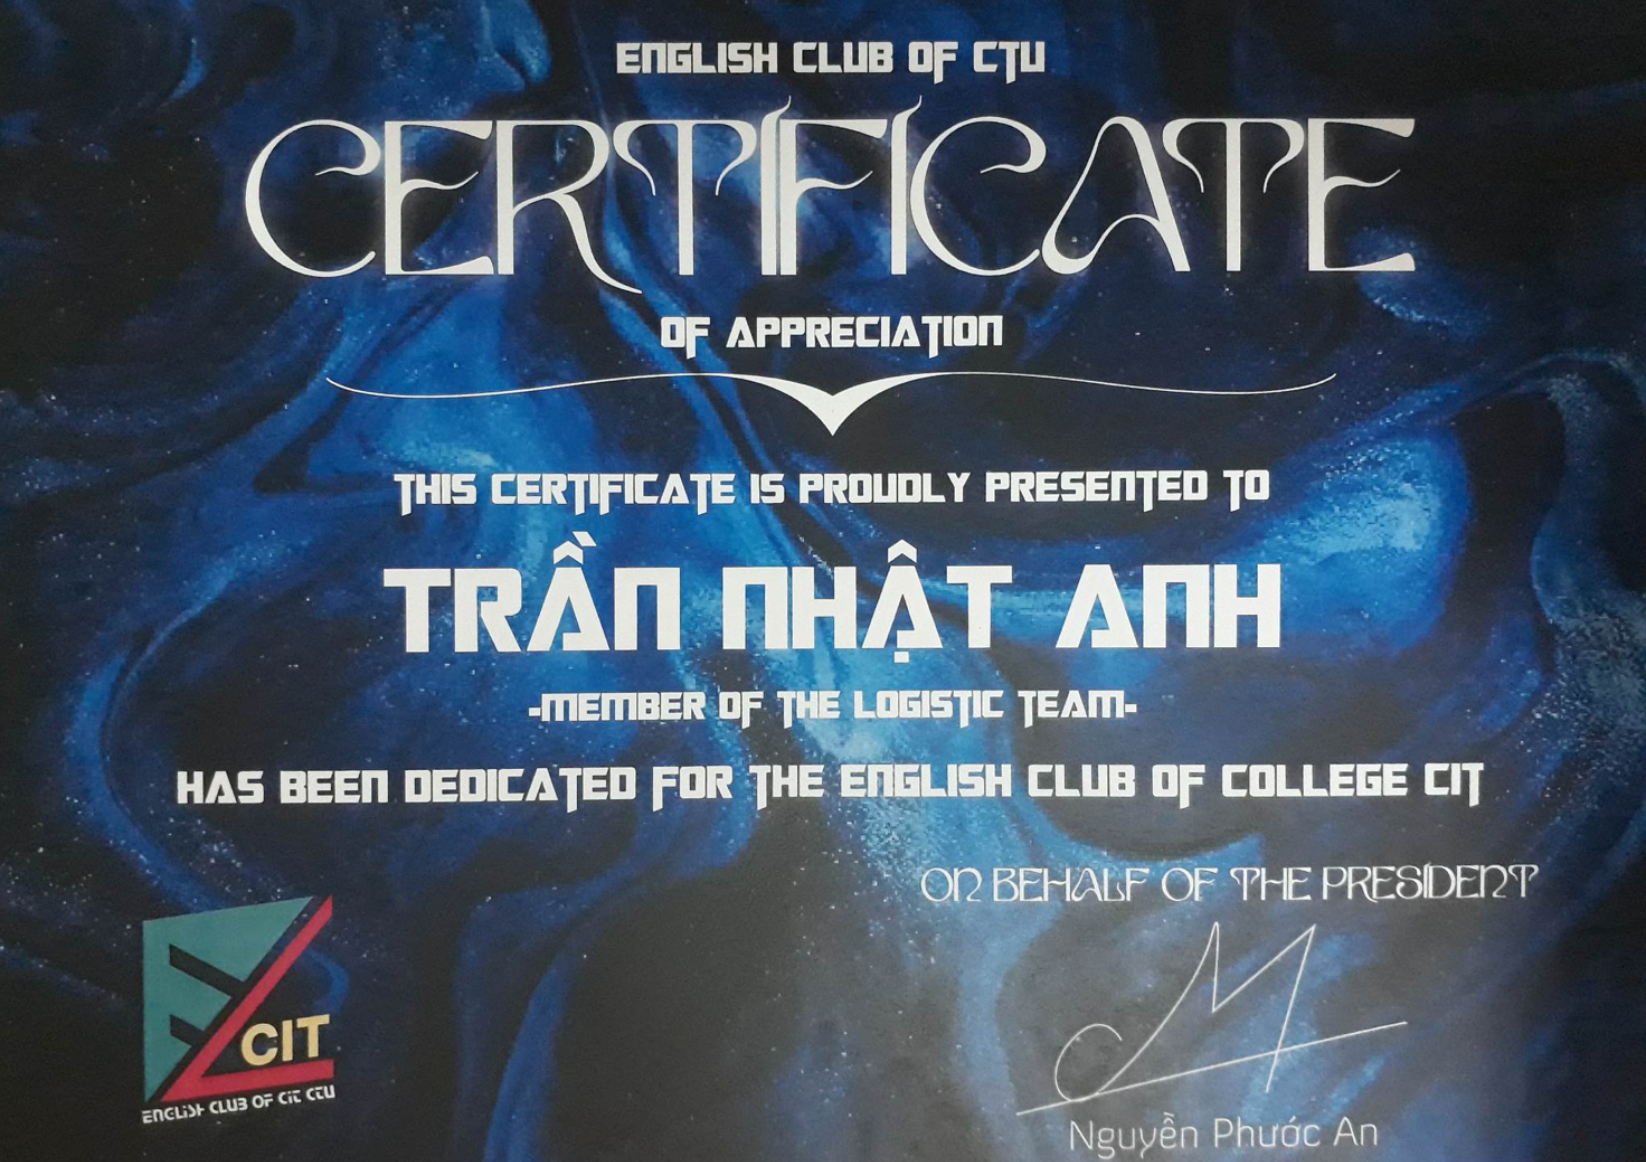 ENGLISH CLUB OF CTU
CERTIFICATE
OF APPRECIATION
THIS CERTIFICATE IS PROUDLY PRESENTED TO
TRẦN NHẬT ANH
-MEMBER OF THE LOGISTIC TEAM-
HAS BEEN DEDICATED FOR THE ENGLISH CLUB OF COLLEGE CIT
ON BEHALF OF THE PRESIDENT
CIT
ENGLISH CLUB OF CIT CTU
Nguyễn Phước An